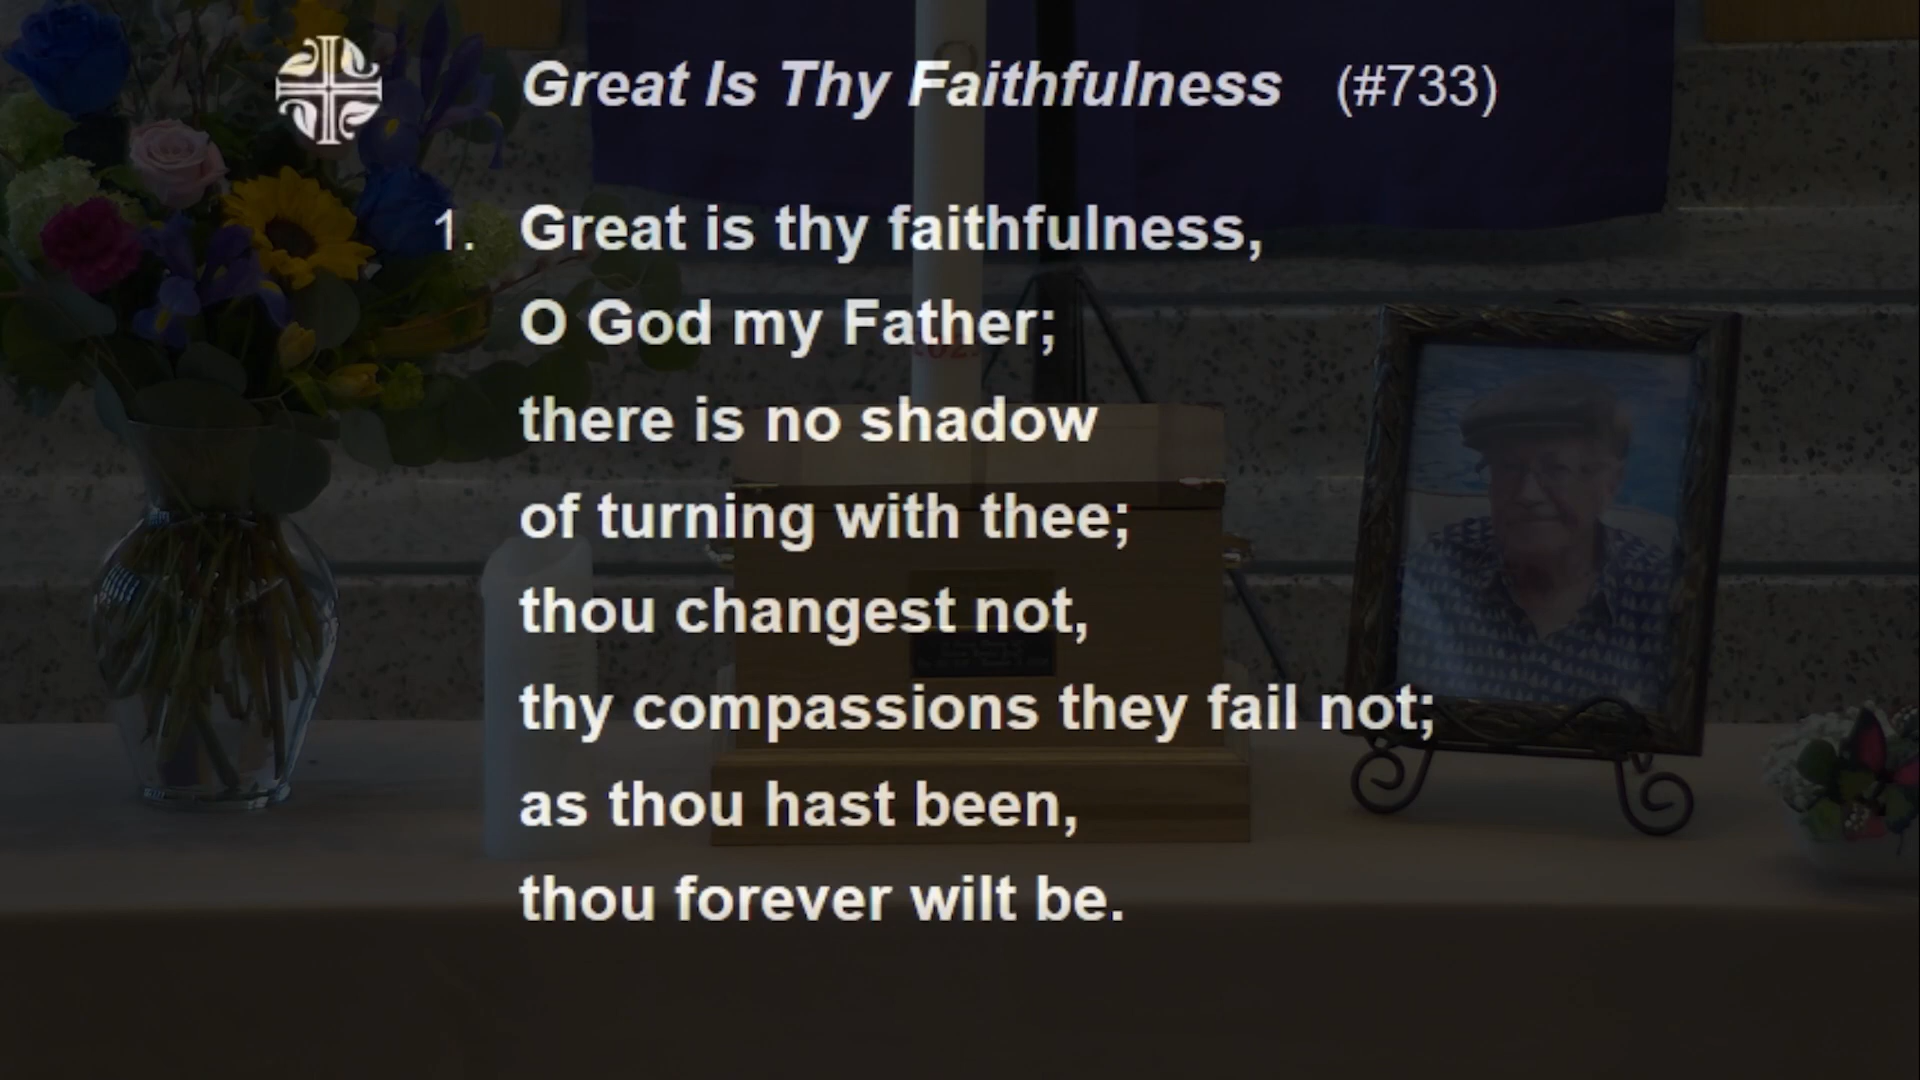 Great Is Thy Faithfulness (#733)
1. Great is thy faithfulness,
O God my Father;
there is no shadow
of turning with thee;
thou changest not,
thy compassions they fail not;
as thou hast been,
thou forever wilt be.